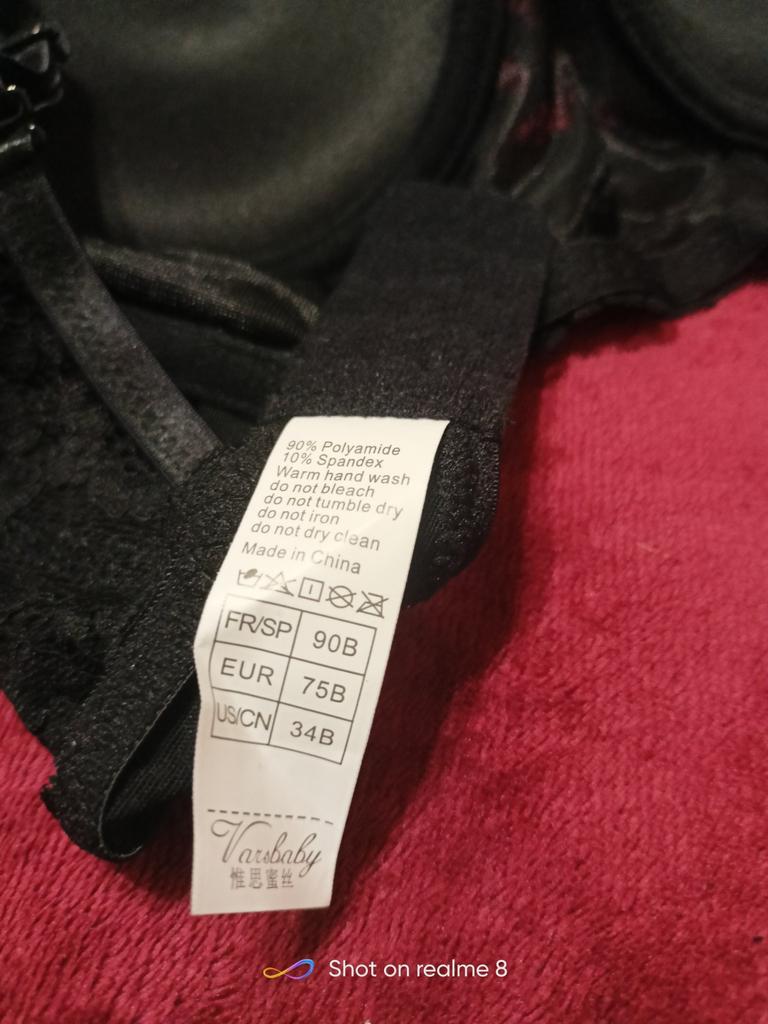 90% Polyamide
10% Spandex
Warm hand wash
do not bleach
do not tumble dry
do not iron
do not dry clean
Made in China
FR/SP 90B
EUR 75B
US/CN 34B
Varsbaby
惟思蜜丝
Shot on realme 8